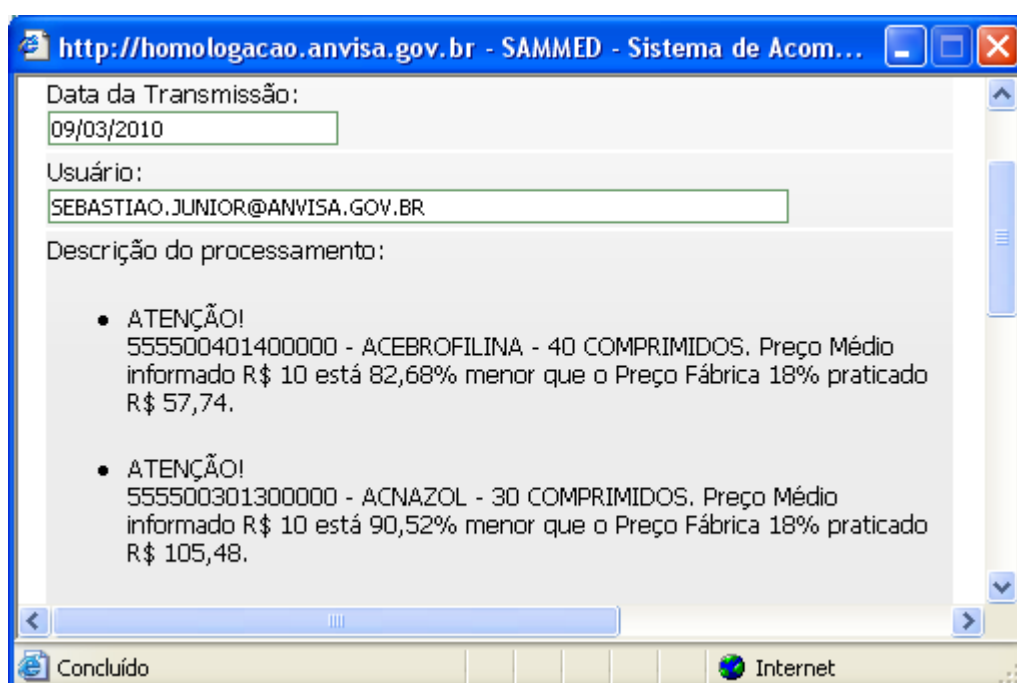 http://homologacao.anvisa.gov.br - SAMMED - Sistema de Acom...
Data da Transmissão:
09/03/2010
Usuário:
SEBASTIAO.JUNIOR@ANVISA.GOV.BR
Descrição do processamento:
• ATENÇÃO!
555500401400000 - ACEBROFILINA - 40 COMPRIMIDOS. Preço Médio
informado R$ 10 está 82,68% menor que o Preço Fábrica 18% praticado
R$ 57,74.
• ATENÇÃO!
555500301300000 - ACNAZOL - 30 COMPRIMIDOS. Preço Médio
informado R$ 10 está 90,52% menor que o Preço Fábrica 18% praticado
R$ 105,48.
Concluído
Internet